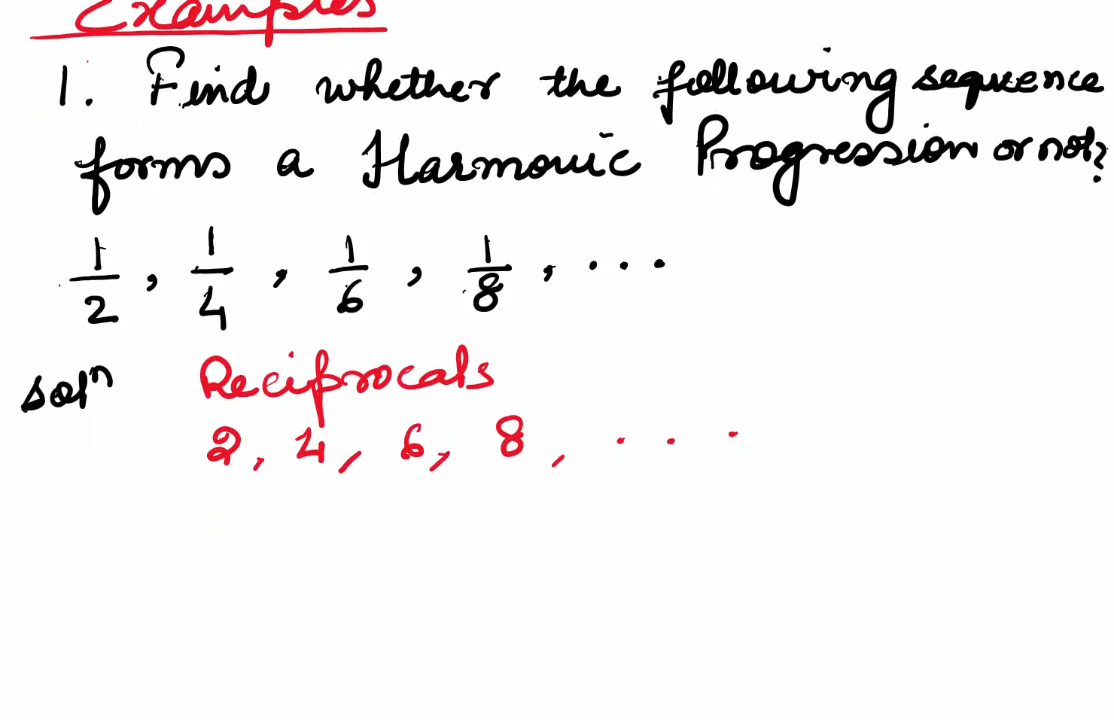 Examples
1. Find whether the following sequence
forms a Harmonic Progression or not?
1/2, 1/4, 1/6, 1/8, ...
Solⁿ Reciprocals
2, 4, 6, 8, ...